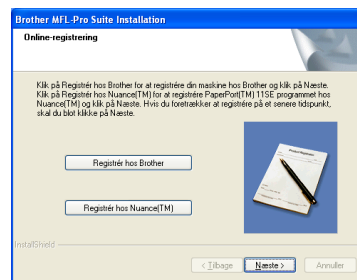 Brother MFL-Pro Suite Installation
Online-registrering
Klik på Registrér hos Brother for at registrére din maskine hos Brother og klik på Næste.
Klik på Registrér hos Nuance(TM) for at registrére PaperPort(TM) 11SE programmet hos
Nuance(TM) og klik på Næste. Hvis du foretrækker at registrére på et senere tidspunkt,
skal du blot klikke på Næste.
Registrér hos Brother
Registrér hos Nuance(TM)
InstallShield
< Tilbage
Næste >
Annuller